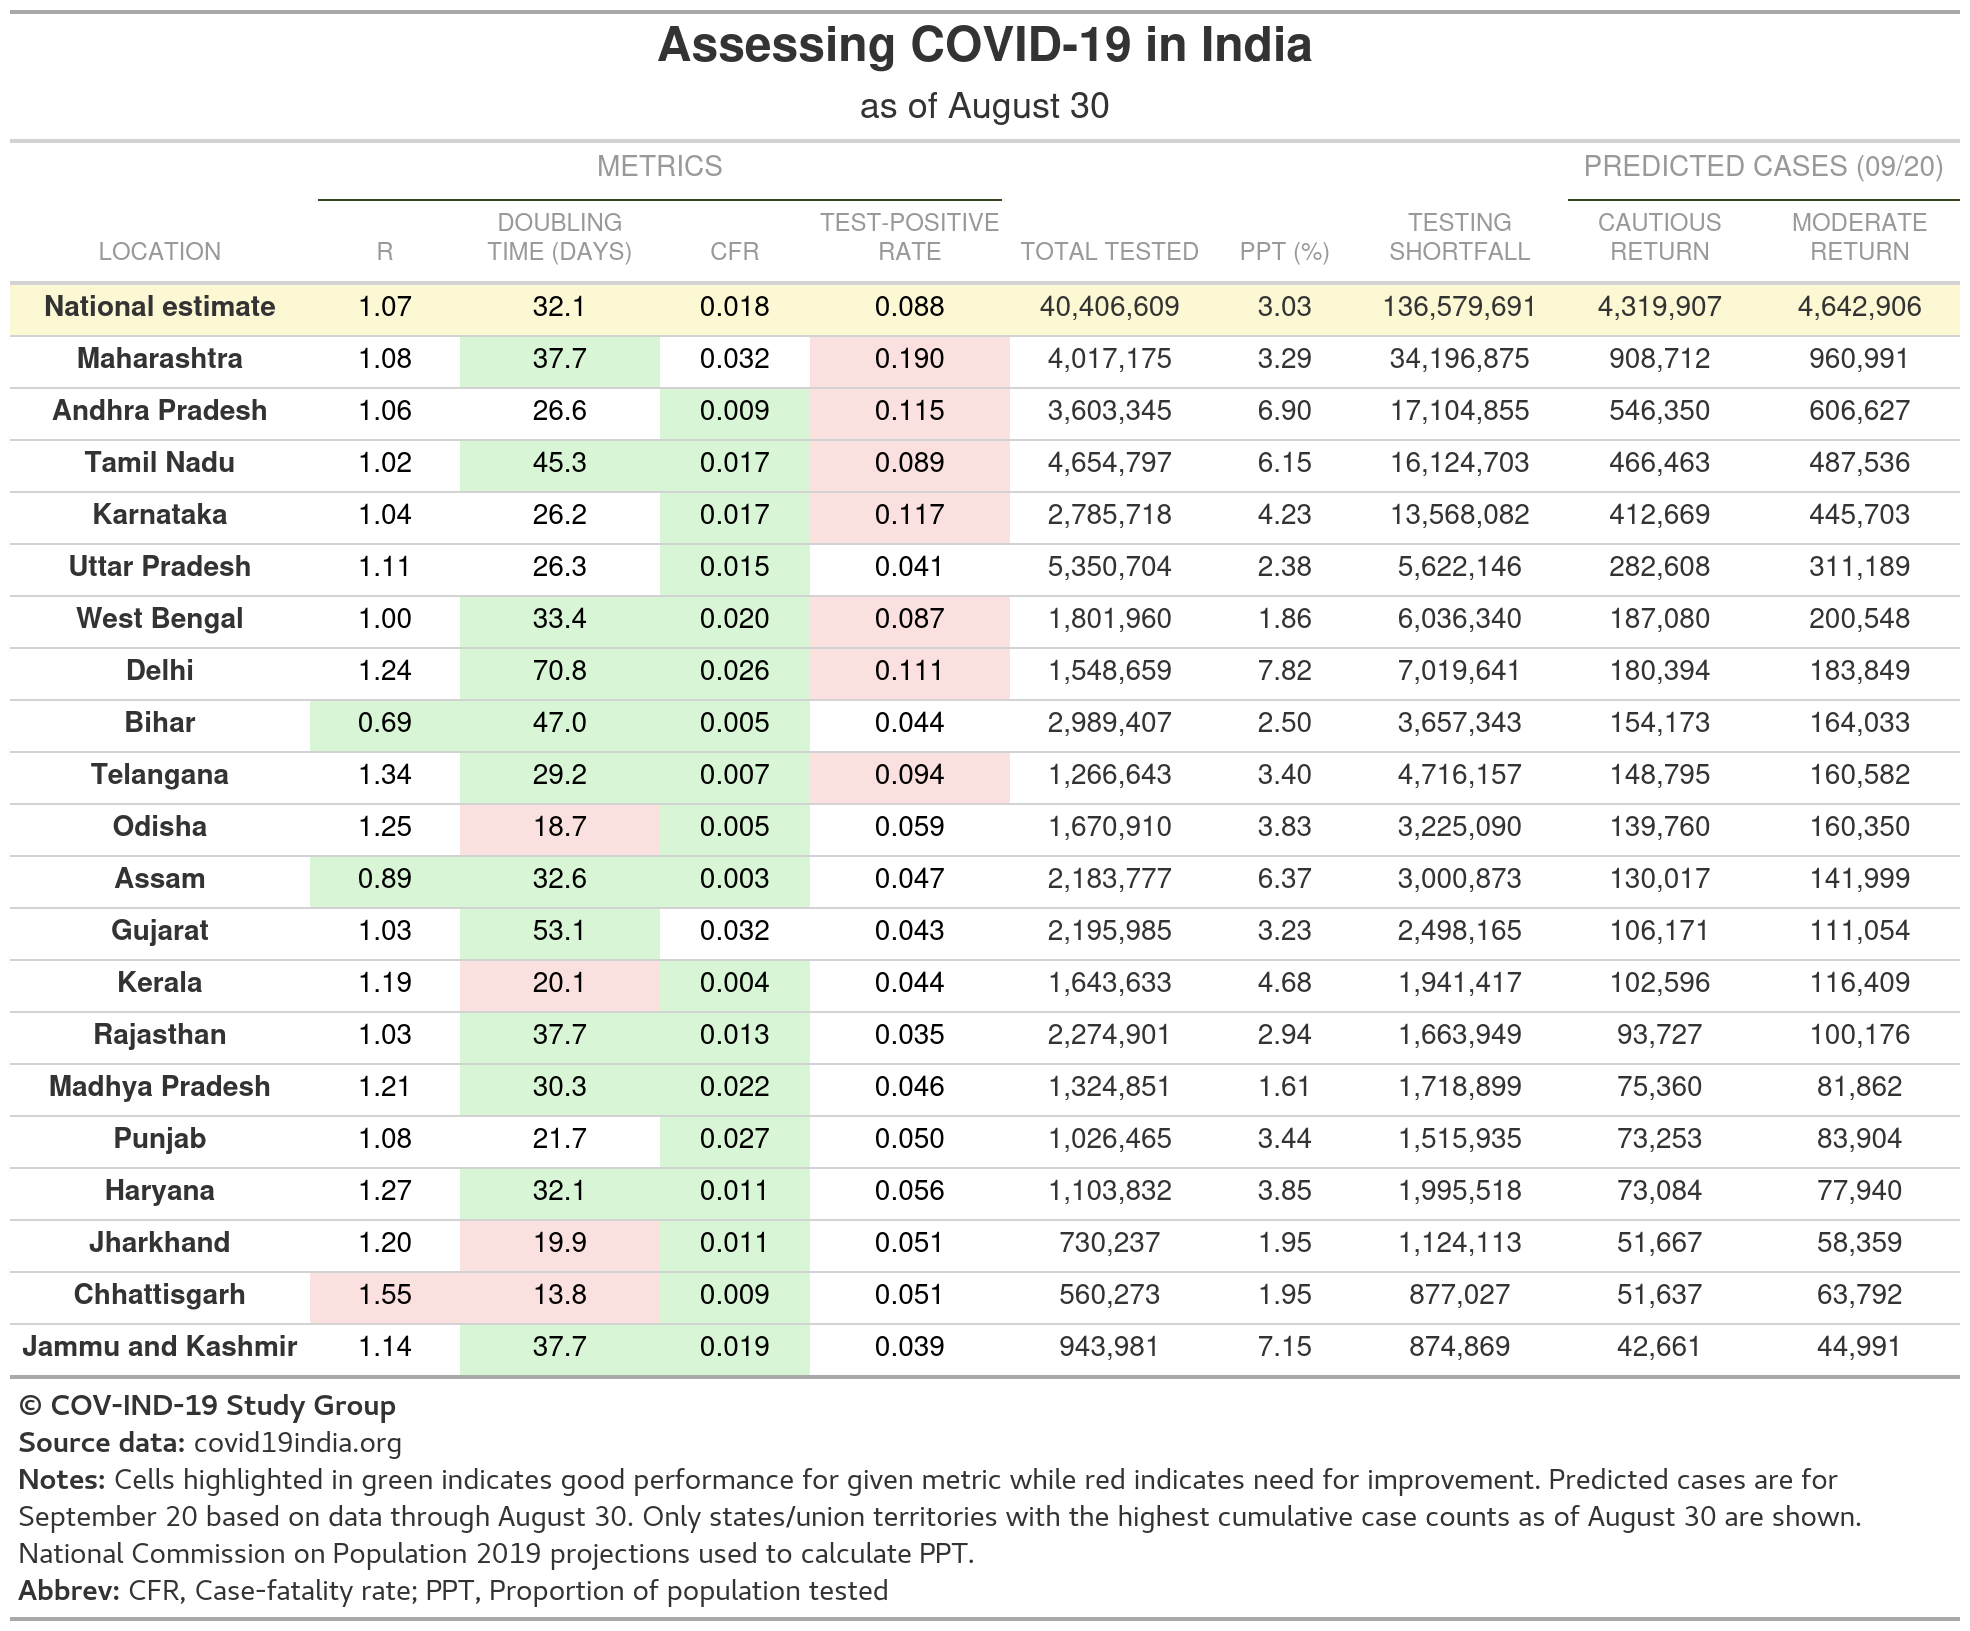 Assessing COVID-19 in India
as of August 30
METRICS PREDICTED CASES (09/20)
LOCATION R DOUBLING TIME (DAYS) CFR TEST-POSITIVE RATE TOTAL TESTED PPT (%) TESTING SHORTFALL CAUTIOUS RETURN MODERATE RETURN
National estimate 1.07 32.1 0.018 0.088 40,406,609 3.03 136,579,691 4,319,907 4,642,906
Maharashtra 1.08 37.7 0.032 0.190 4,017,175 3.29 34,196,875 908,712 960,991
Andhra Pradesh 1.06 26.6 0.009 0.115 3,603,345 6.90 17,104,855 546,350 606,627
Tamil Nadu 1.02 45.3 0.017 0.089 4,654,797 6.15 16,124,703 466,463 487,536
Karnataka 1.04 26.2 0.017 0.117 2,785,718 4.23 13,568,082 412,669 445,703
Uttar Pradesh 1.11 26.3 0.015 0.041 5,350,704 2.38 5,622,146 282,608 311,189
West Bengal 1.00 33.4 0.020 0.087 1,801,960 1.86 6,036,340 187,080 200,548
Delhi 1.24 70.8 0.026 0.111 1,548,659 7.82 7,019,641 180,394 183,849
Bihar 0.69 47.0 0.005 0.044 2,989,407 2.50 3,657,343 154,173 164,033
Telangana 1.34 29.2 0.007 0.094 1,266,643 3.40 4,716,157 148,795 160,582
Odisha 1.25 18.7 0.005 0.059 1,670,910 3.83 3,225,090 139,760 160,350
Assam 0.89 32.6 0.003 0.047 2,183,777 6.37 3,000,873 130,017 141,999
Gujarat 1.03 53.1 0.032 0.043 2,195,985 3.23 2,498,165 106,171 111,054
Kerala 1.19 20.1 0.004 0.044 1,643,633 4.68 1,941,417 102,596 116,409
Rajasthan 1.03 37.7 0.013 0.035 2,274,901 2.94 1,663,949 93,727 100,176
Madhya Pradesh 1.21 30.3 0.022 0.046 1,324,851 1.61 1,718,899 75,360 81,862
Punjab 1.08 21.7 0.027 0.050 1,026,465 3.44 1,515,935 73,253 83,904
Haryana 1.27 32.1 0.011 0.056 1,103,832 3.85 1,995,518 73,084 77,940
Jharkhand 1.20 19.9 0.011 0.051 730,237 1.95 1,124,113 51,667 58,359
Chhattisgarh 1.55 13.8 0.009 0.051 560,273 1.95 877,027 51,637 63,792
Jammu and Kashmir 1.14 37.7 0.019 0.039 943,981 7.15 874,869 42,661 44,991
© COV-IND-19 Study Group
Source data: covid19india.org
Notes: Cells highlighted in green indicates good performance for given metric while red indicates need for improvement. Predicted cases are for
September 20 based on data through August 30. Only states/union territories with the highest cumulative case counts as of August 30 are shown.
National Commission on Population 2019 projections used to calculate PPT.
Abbrev: CFR, Case-fatality rate; PPT, Proportion of population tested